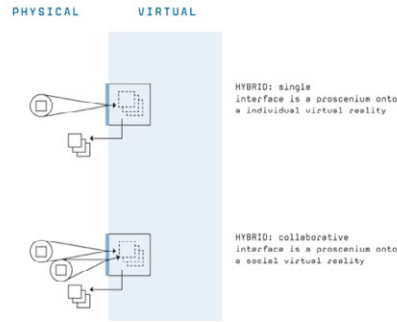 PHYSICAL VIRTUAL
HYBRID: single
interface is a proscenium onto
a individual virtual reality
HYBRID: collaborative
interface is a proscenium onto
a social virtual reality